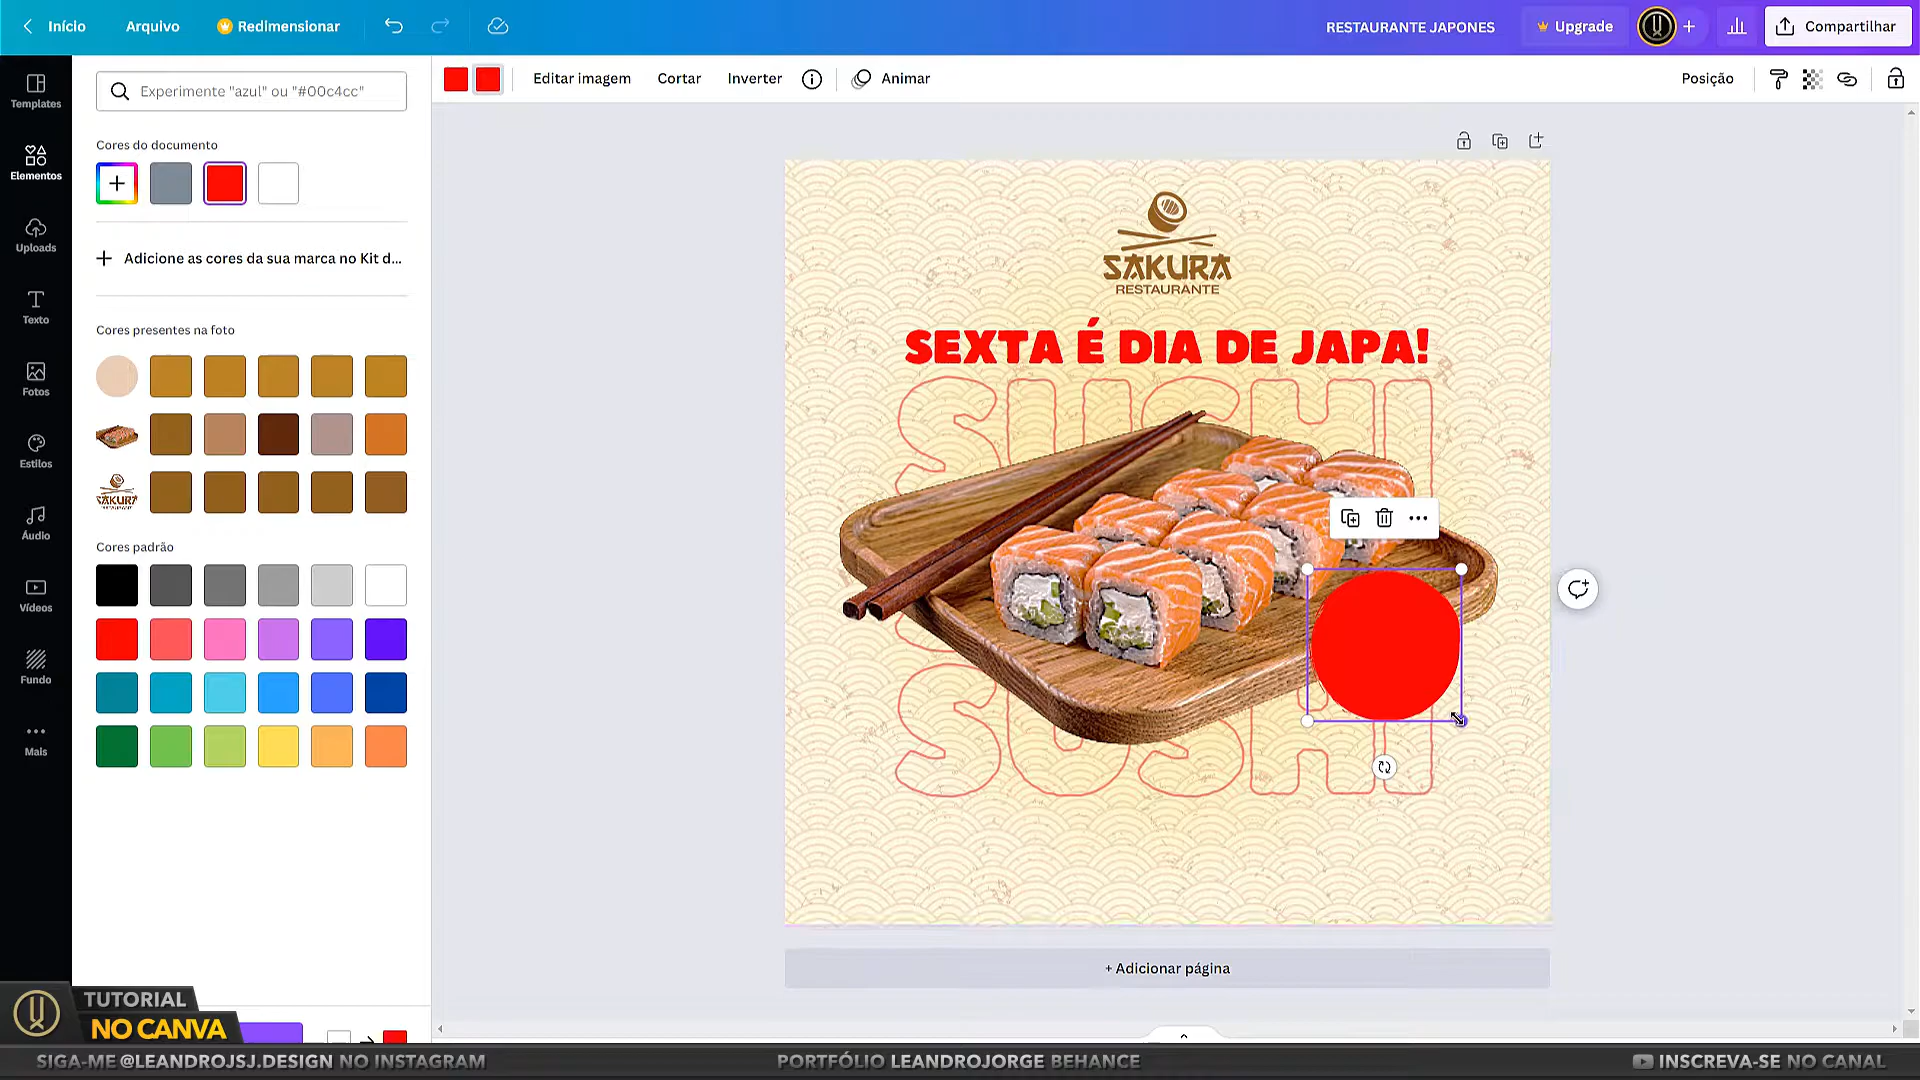 Início
Arquivo
Redimensionar
RESTAURANTE JAPONES
Upgrade
Compartilhar
Templates
Elementos
Uploads
Texto
Fotos
Estilos
Áudio
Vídeos
Fundo
Mais
Experimente "azul" ou "#00c4cc"
Cores do documento
Adicione as cores da sua marca no Kit d...
Cores presentes na foto
SAKURA
Cores padrão
Editar imagem
Cortar
Inverter
Animar
Posição
SAKURA
RESTAURANTE
SEXTA É DIA DE JAPA!
SUSHI
SUSHI
+ Adicionar página
TUTORIAL
NO CANVA
SIGA-ME @LEANDROJSJ.DESIGN NO INSTAGRAM
PORTFÓLIO LEANDROJORGE BEHANCE
INSCREVA-SE NO CANAL